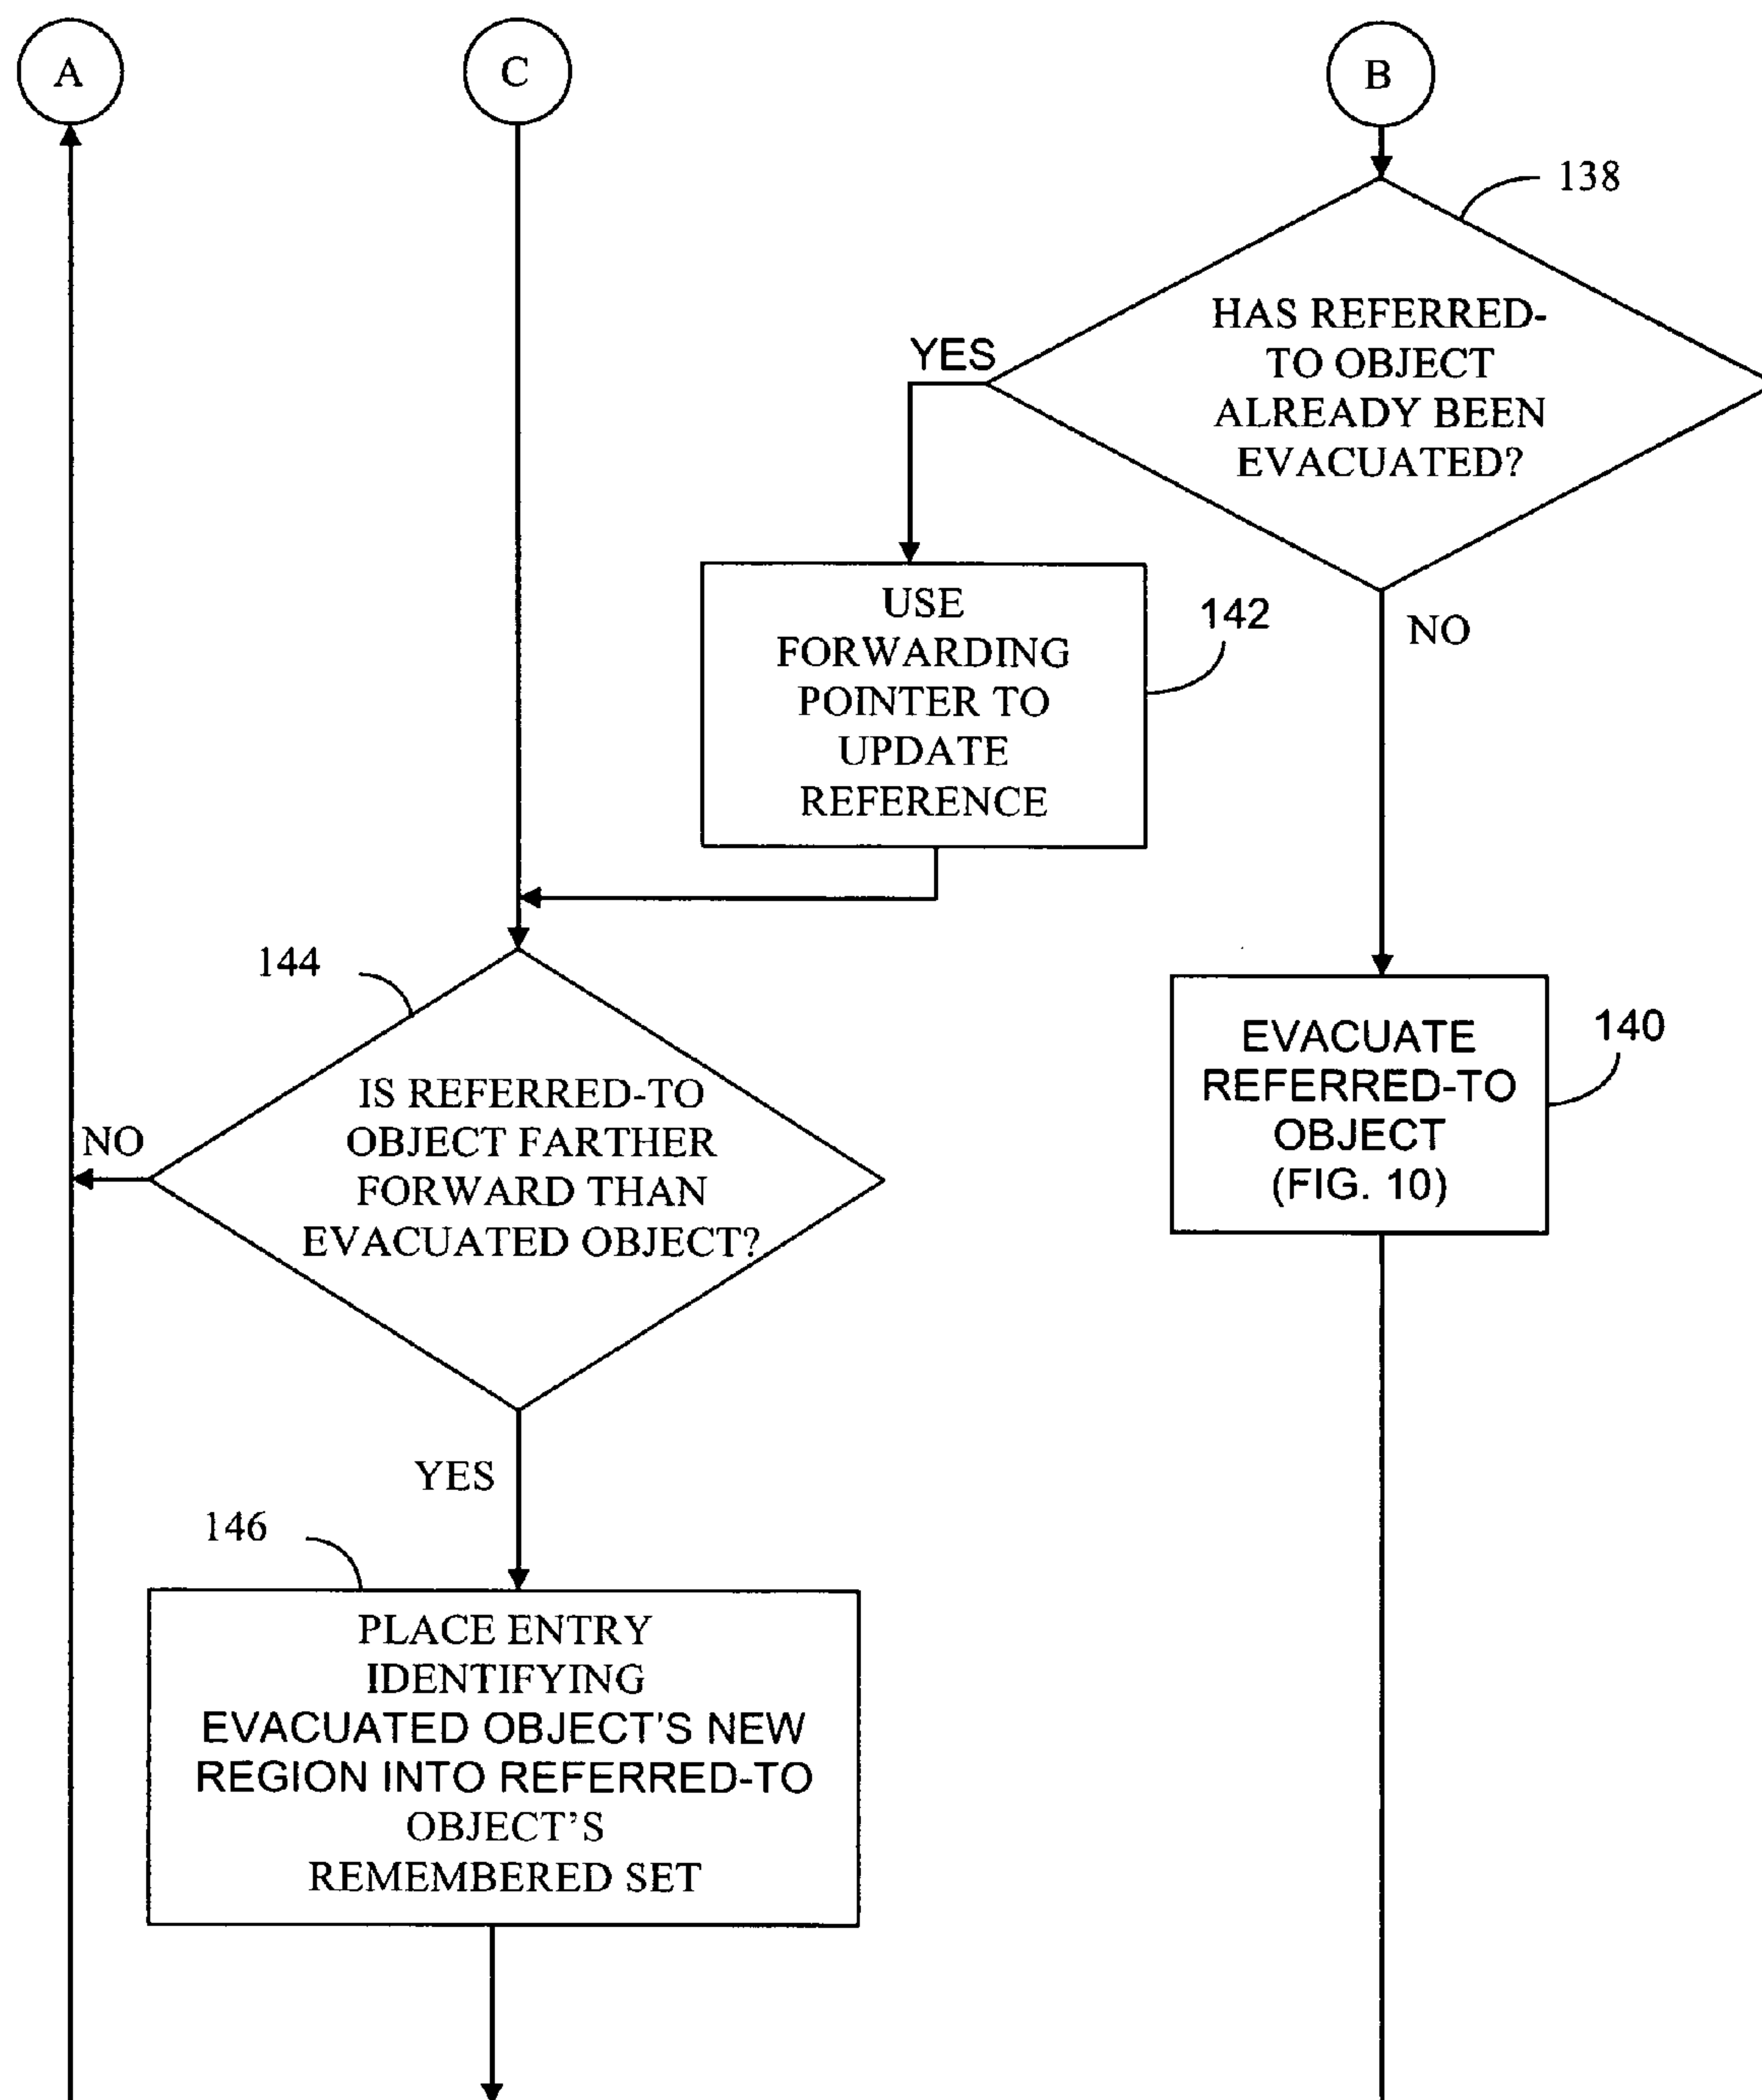 A
C
B
138
HAS REFERRED-
TO OBJECT
ALREADY BEEN
EVACUATED?
YES
NO
USE
FORWARDING
POINTER TO
UPDATE
REFERENCE
142
144
IS REFERRED-TO
OBJECT FARTHER
FORWARD THAN
EVACUATED OBJECT?
NO
YES
EVACUATE
REFERRED-TO
OBJECT
(FIG. 10)
140
146
PLACE ENTRY
IDENTIFYING
EVACUATED OBJECT'S NEW
REGION INTO REFERRED-TO
OBJECT'S
REMEMBERED SET